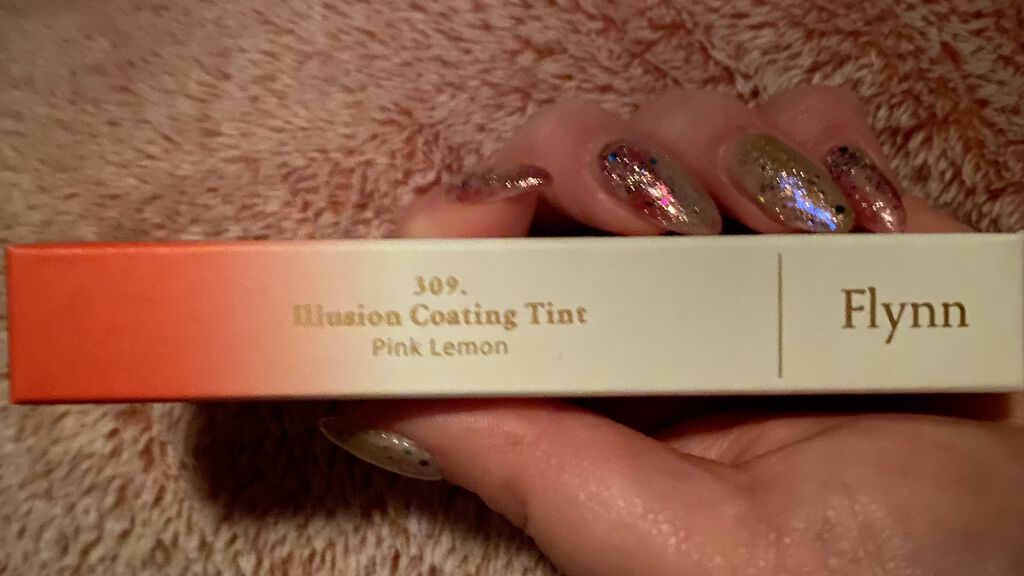 309.
Illusion Coating Tint
Pink Lemon
Flynn